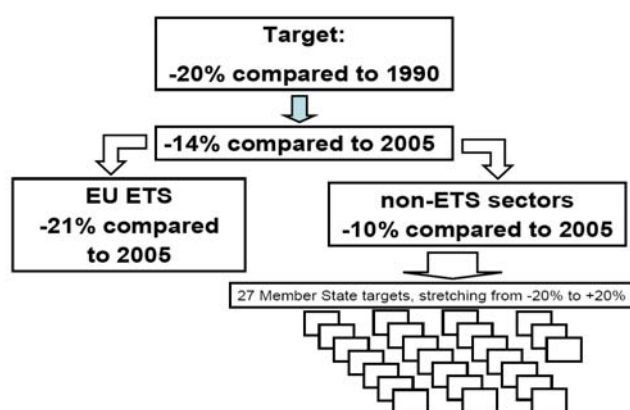 Target:
-20% compared to 1990
-14% compared to 2005
EU ETS
-21% compared
to 2005
non-ETS sectors
-10% compared to 2005
27 Member State targets, stretching from -20% to +20%